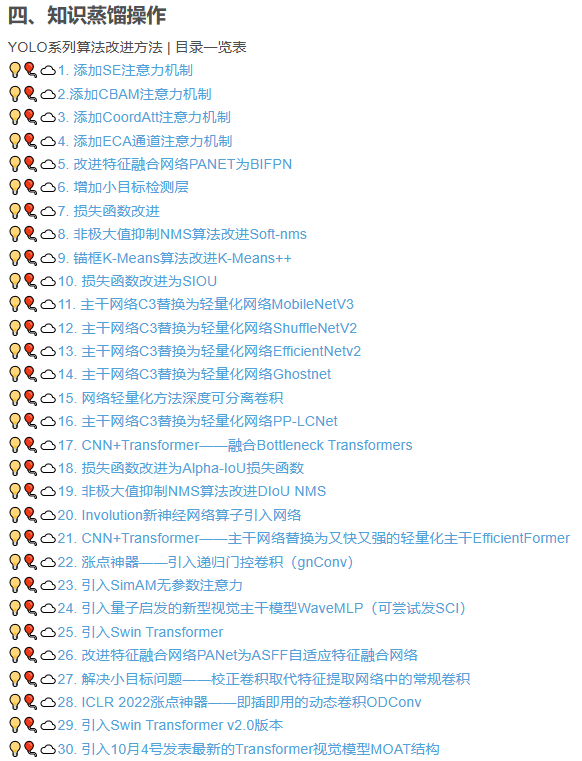 四、知识蒸馏操作
YOLO系列算法改进方法 | 目录一览表
💡🎈☁️1. 添加SE注意力机制
💡🎈☁️2.添加CBAM注意力机制
💡🎈☁️3. 添加CoordAtt注意力机制
💡🎈☁️4. 添加ECA通道注意力机制
💡🎈☁️5. 改进特征融合网络PANET为BIFPN
💡🎈☁️6. 增加小目标检测层
💡🎈☁️7. 损失函数改进
💡🎈☁️8. 非极大值抑制NMS算法改进Soft-nms
💡🎈☁️9. 锚框K-Means算法改进K-Means++
💡🎈☁️10. 损失函数改进为SIOU
💡🎈☁️11. 主干网络C3替换为轻量化网络MobileNetV3
💡🎈☁️12. 主干网络C3替换为轻量化网络ShuffleNetV2
💡🎈☁️13. 主干网络C3替换为轻量化网络EfficientNetv2
💡🎈☁️14. 主干网络C3替换为轻量化网络Ghostnet
💡🎈☁️15. 网络轻量化方法深度可分离卷积
💡🎈☁️16. 主干网络C3替换为轻量化网络PP-LCNet
💡🎈☁️17. CNN+Transformer——融合Bottleneck Transformers
💡🎈☁️18. 损失函数改进为Alpha-IoU损失函数
💡🎈☁️19. 非极大值抑制NMS算法改进DIoU NMS
💡🎈☁️20. Involution新神经网络算子引入网络
💡🎈☁️21. CNN+Transformer——主干网络替换为又快又强的轻量化主干EfficientFormer
💡🎈☁️22. 涨点神器——引入递归门控卷积（gnConv）
💡🎈☁️23. 引入SimAM无参数注意力
💡🎈☁️24. 引入量子启发的新型视觉主干模型WaveMLP（可尝试发SCI）
💡🎈☁️25. 引入Swin Transformer
💡🎈☁️26. 改进特征融合网络PANet为ASFF自适应特征融合网络
💡🎈☁️27. 解决小目标问题——校正卷积取代特征提取网络中的常规卷积
💡🎈☁️28. ICLR 2022涨点神器——即插即用的动态卷积ODConv
💡🎈☁️29. 引入Swin Transformer v2.0版本
💡🎈☁️30. 引入10月4号发表最新的Transformer视觉模型MOAT结构